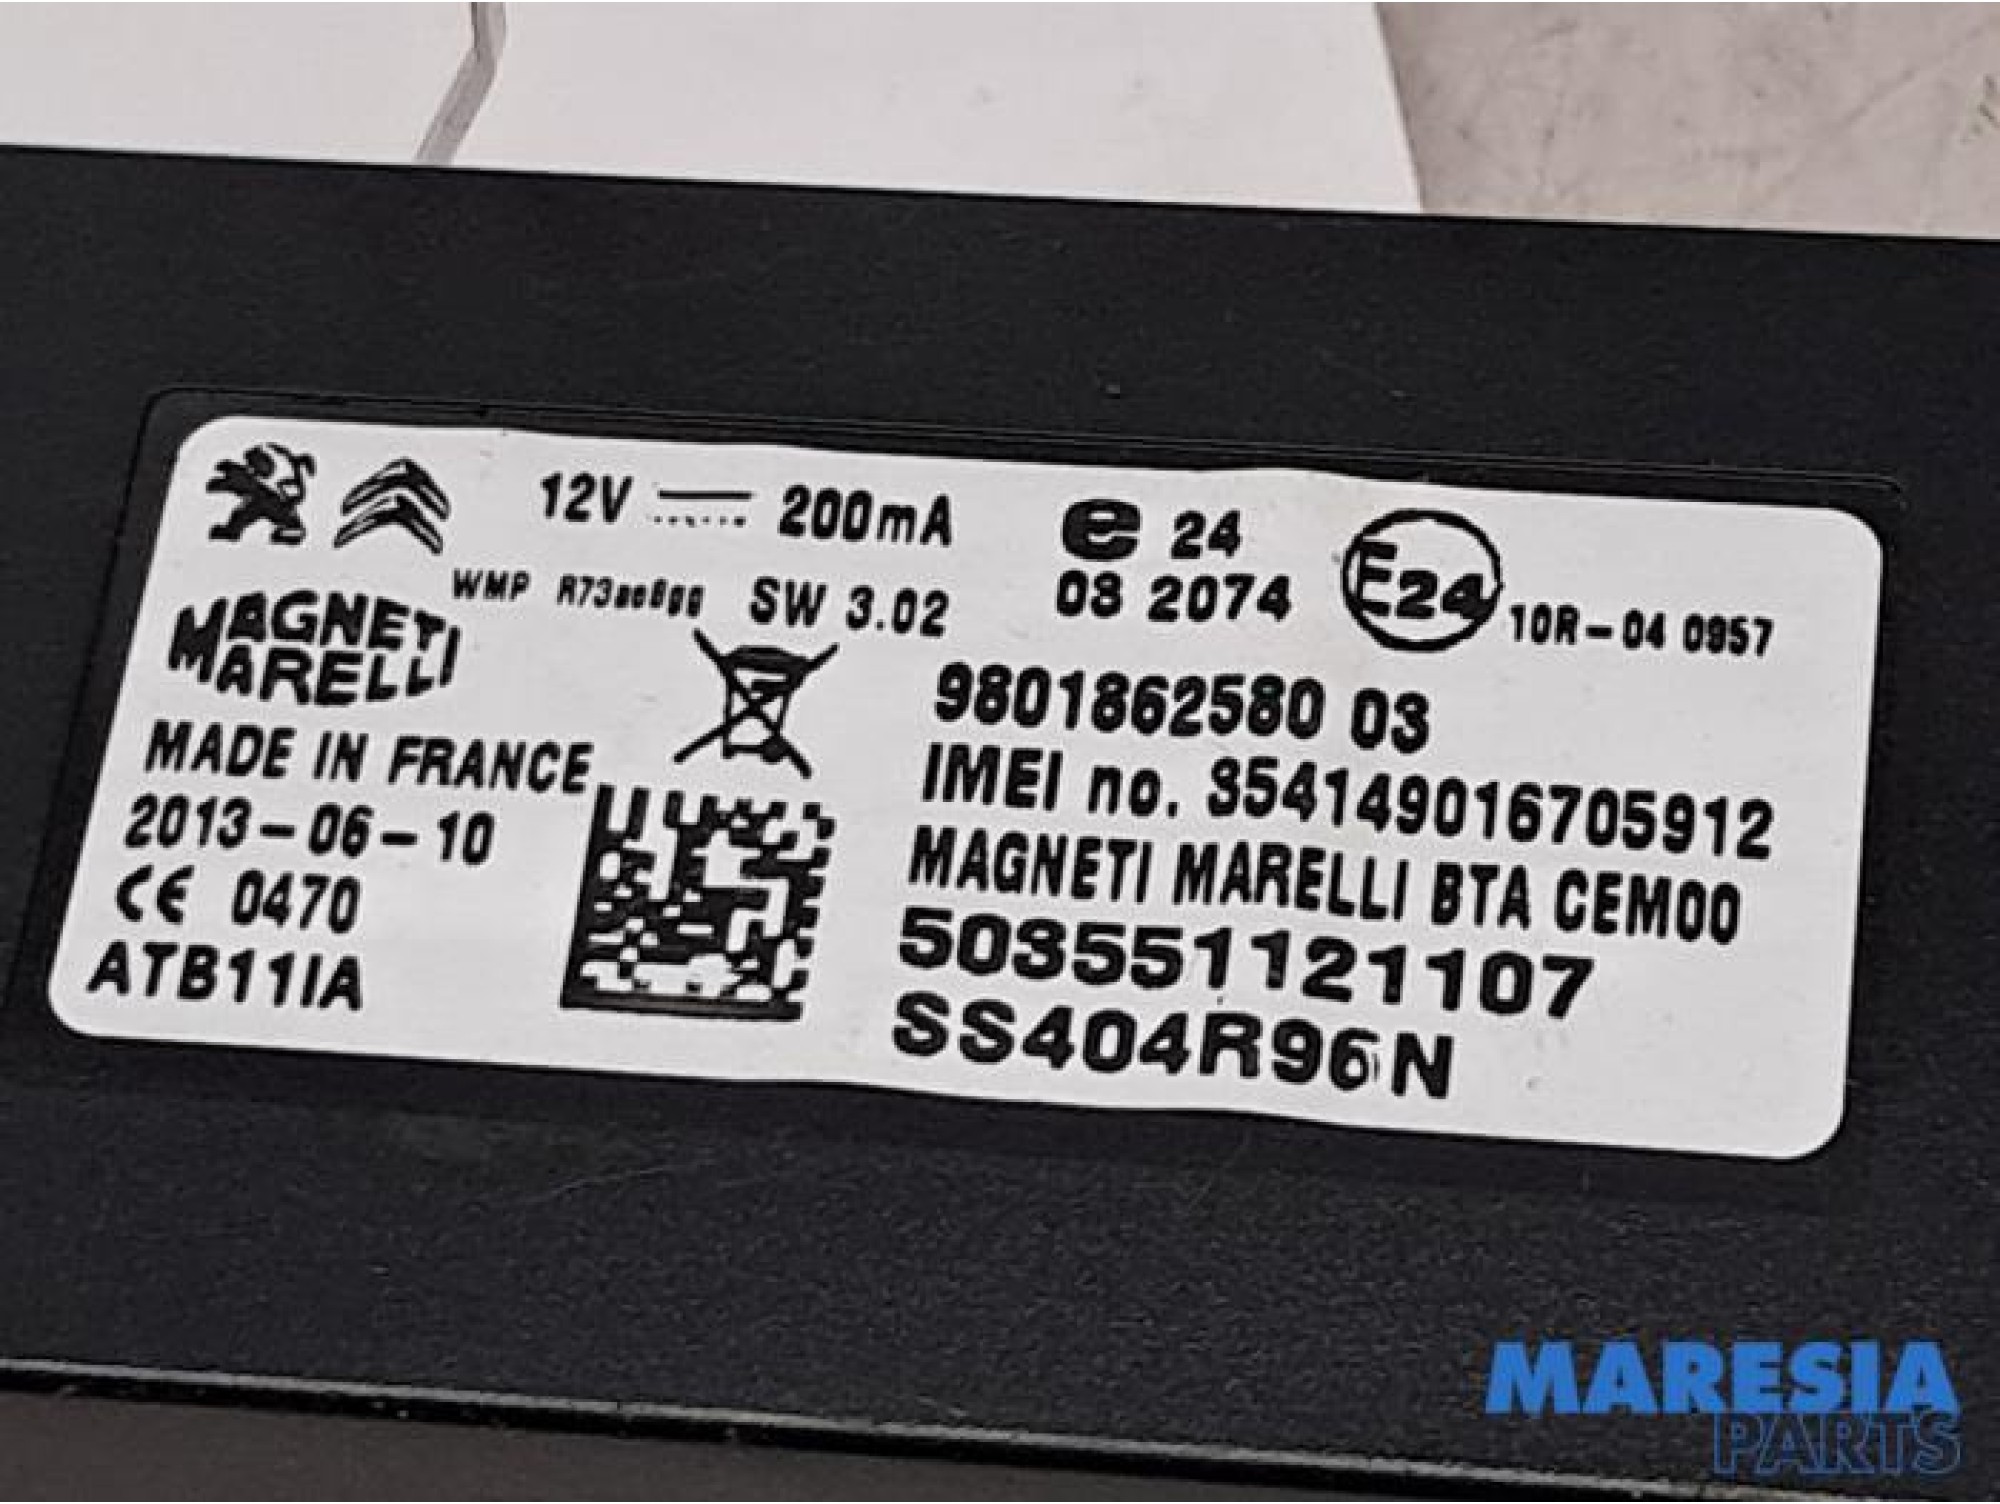 12V 200mA
e 24
03 2074
E24
10R-04 0957
WMP
SW 3.02
MAGNETI
MARELLI
9801862580 03
MADE IN FRANCE
IMEI no. 354149016705912
2013-06-10
MAGNETI MARELLI BTA CEM00
CE 0470
503551121107
ATB11IA
SS404R96N
MARESIA
PARTS